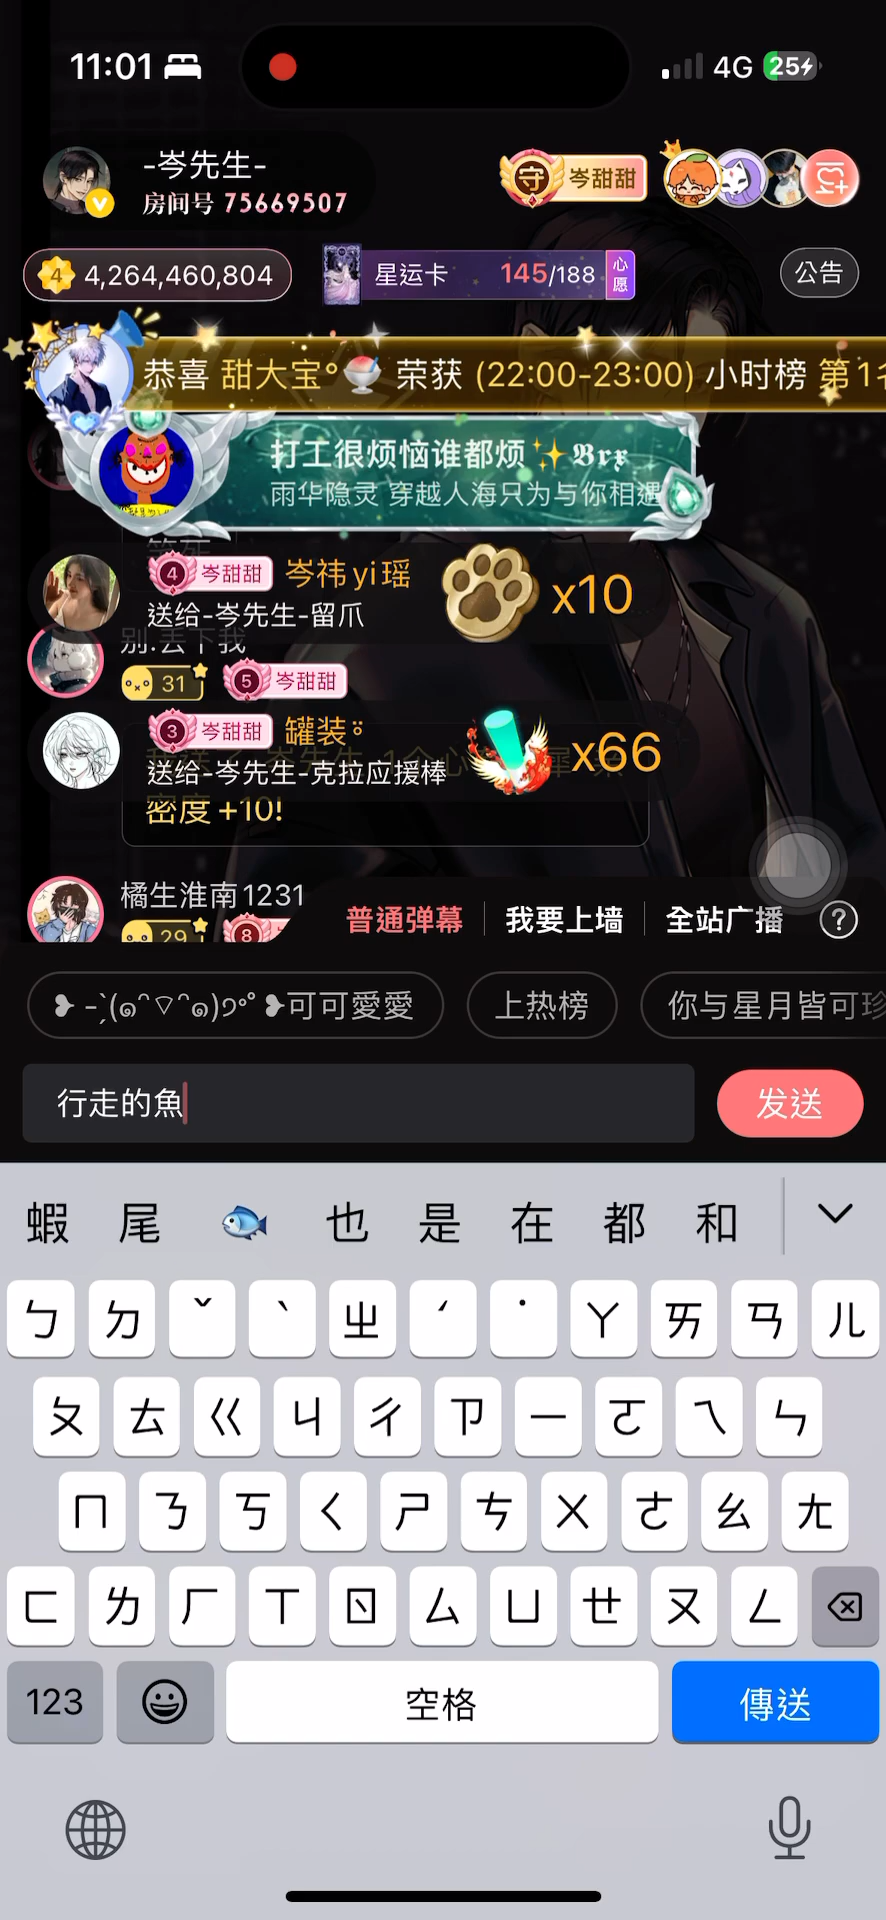 11:01 4G 25
-岑先生-
房间号 75669507
守 岑甜甜
4 4,264,460,804
星运卡 145/188 心愿
公告
恭喜 甜大宝°🍧 荣获 (22:00-23:00) 小时榜 第1名
打工很烦恼谁都烦✨𝕭𝖗𝖝
雨华隐灵 穿越人海只为与你相遇
4 岑甜甜 岑祎yi瑶
送给-岑先生-留爪 x10
别.丢下我
31 5 岑甜甜
3 岑甜甜 罐装
送给-岑先生-克拉应援棒 x66
密度 +10!
橘生淮南1231
29 8
普通弹幕 我要上墙 全站广播 ?
可可愛愛
上热榜
你与星月皆可珍
行走的魚
发送
蝦 尾 🐟 也 是 在 都 和
ㄅ ㄉ ˇ ˋ ㄓ ˊ ˙ ㄚ ㄞ ㄢ ㄦ
ㄆ ㄊ ㄍ ㄐ ㄔ ㄗ ㄧ ㄛ ㄟ ㄣ
ㄇ ㄋ ㄎ ㄑ ㄕ ㄘ ㄨ ㄜ ㄠ ㄤ
ㄈ ㄌ ㄏ ㄒ ㄖ ㄙ ㄩ ㄝ ㄡ ㄥ
123 空格 傳送